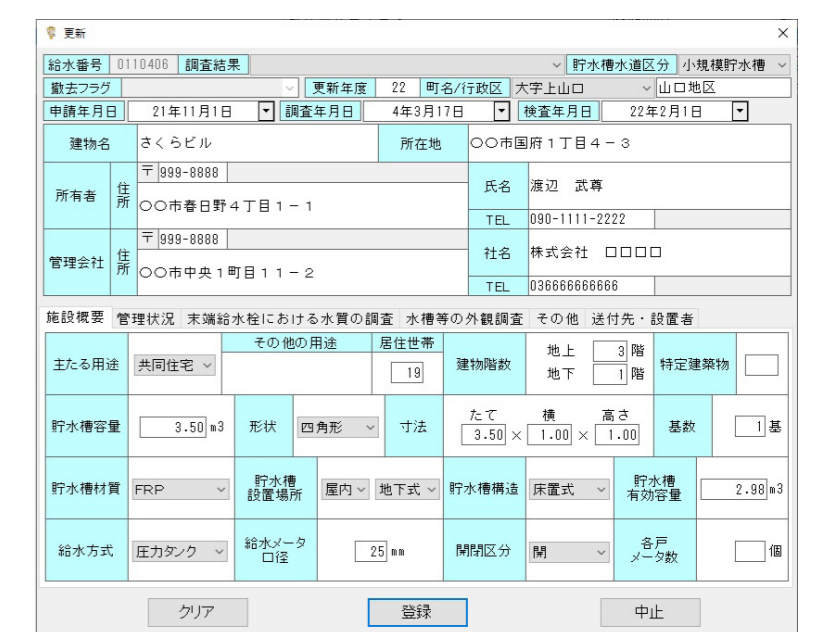 更新 ×
給水番号 0110406 調査結果 貯水槽水道区分 小規模貯水槽
撤去フラグ 更新年度 22 町名/行政区 大字上山口 山口地区
申請年月日 21年11月1日 調査年月日 4年3月17日 検査年月日 22年2月1日
建物名 さくらビル 所在地 〇〇市国府1丁目4-3
所有者 住所 〒 999-8888 氏名 渡辺 武尊
〇〇市春日野4丁目1-1
TEL 090-1111-2222
管理会社 住所 〒 999-8888 社名 株式会社 □□□□
〇〇市中央1町目11-2
TEL 036666666666
施設概要 管理状況 末端給水栓における水質の調査 水槽等の外観調査 その他 送付先・設置者
主たる用途 共同住宅 その他の用途 居住世帯 19 建物階数 地上 3 階 地下 1 階 特定建築物
貯水槽容量 3.50 m3 形状 四角形 寸法 たて 横 高さ 3.50 × 1.00 × 1.00 基数 1 基
貯水槽材質 FRP 貯水槽設置場所 屋内 地下式 貯水槽構造 床置式 貯水槽有効容量 2.98 m3
給水方式 圧力タンク 給水メータ口径 25 mm 開閉区分 開 各戸メータ数 個
クリア 登録 中止